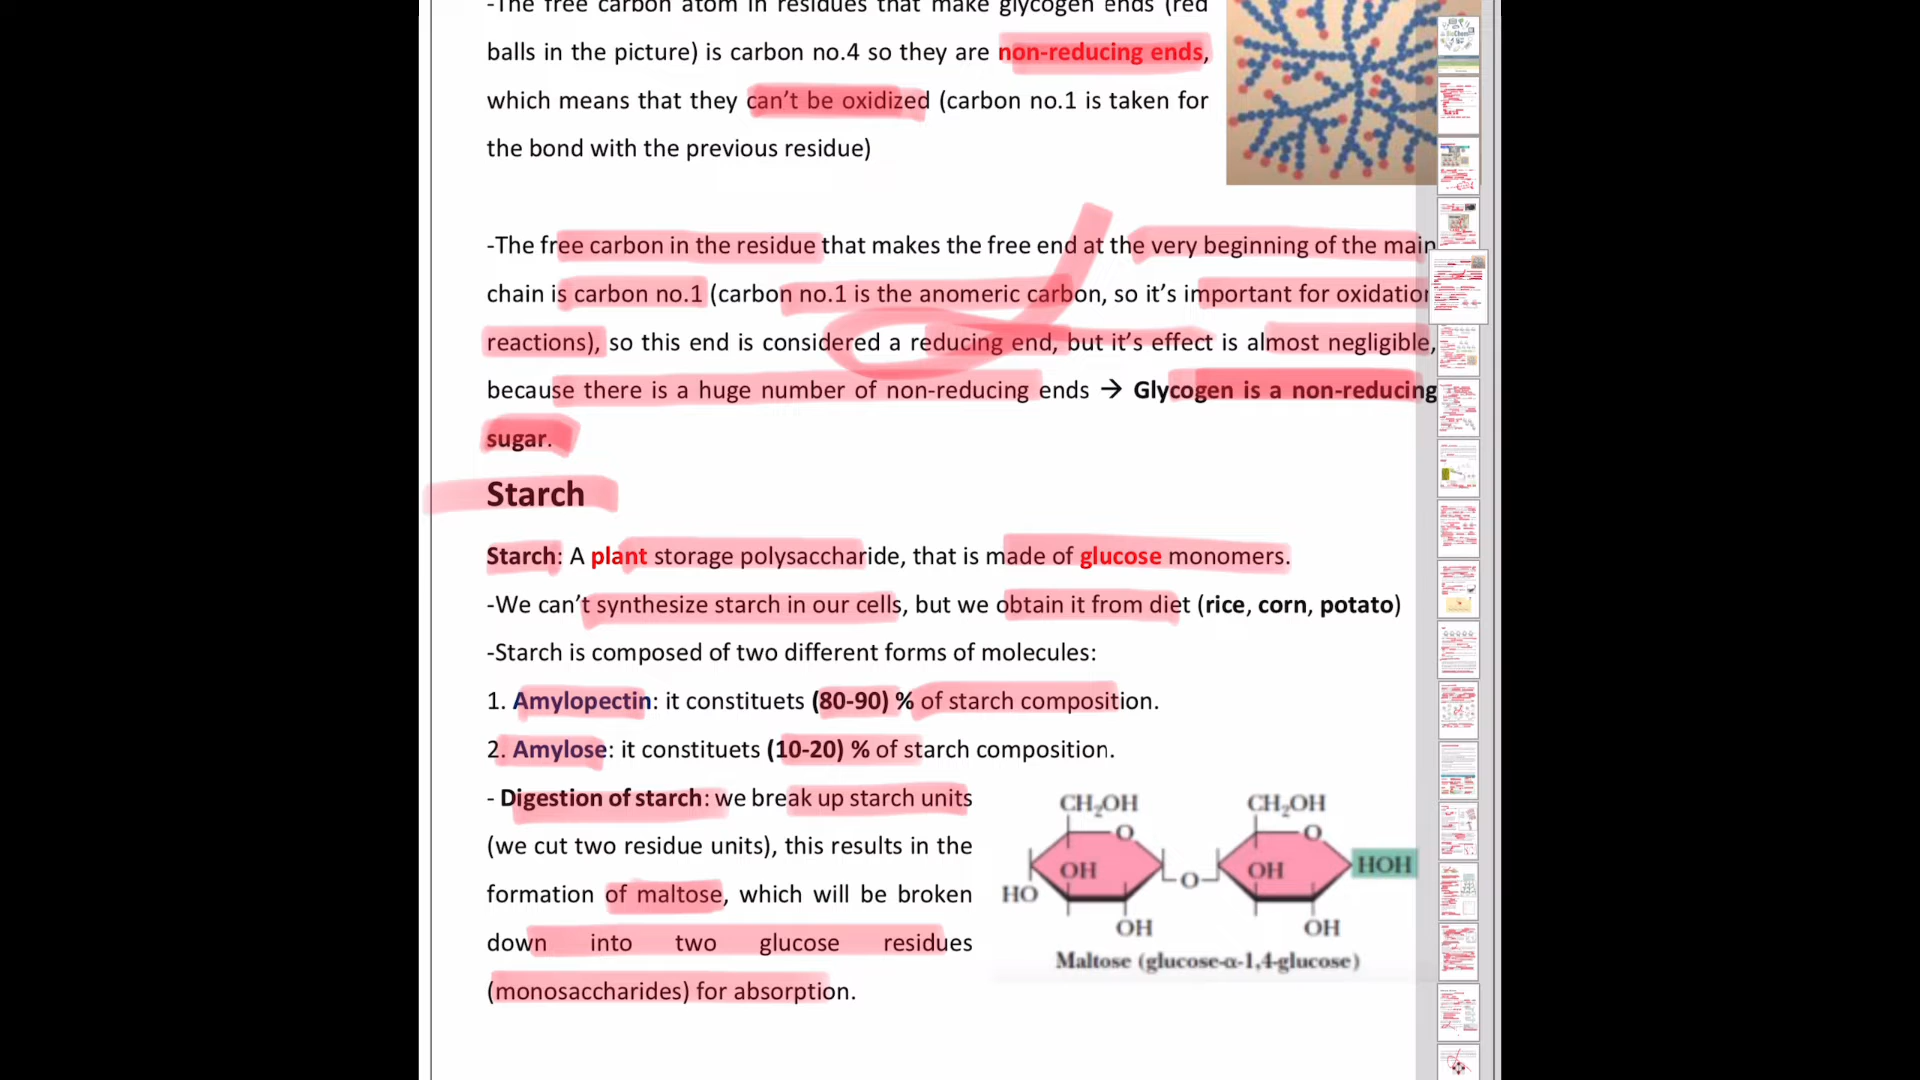 -The free carbon atom in residues that make glycogen ends (red
balls in the picture) is carbon no.4 so they are non-reducing ends,
which means that they can't be oxidized (carbon no.1 is taken for
the bond with the previous residue)
-The free carbon in the residue that makes the free end at the very beginning of the main
chain is carbon no.1 (carbon no.1 is the anomeric carbon, so it's important for oxidation
reactions), so this end is considered a reducing end, but it's effect is almost negligible,
because there is a huge number of non-reducing ends → Glycogen is a non-reducing
sugar.
Starch
Starch: A plant storage polysaccharide, that is made of glucose monomers.
-We can't synthesize starch in our cells, but we obtain it from diet (rice, corn, potato)
-Starch is composed of two different forms of molecules:
1. Amylopectin: it constituets (80-90) % of starch composition.
2. Amylose: it constituets (10-20) % of starch composition.
- Digestion of starch: we break up starch units
(we cut two residue units), this results in the
formation of maltose, which will be broken
down into two glucose residues
(monosaccharides) for absorption.
CH₂OH CH₂OH
O O
OH OH HOH
HO O
OH OH
Maltose (glucose-α-1,4-glucose)